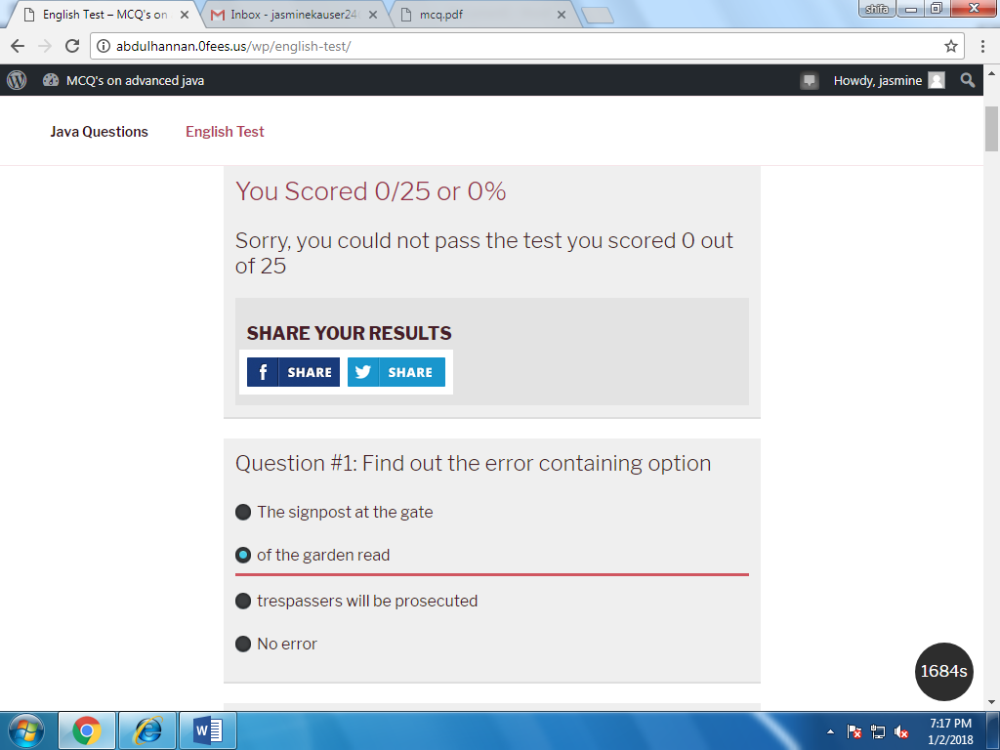 English Test – MCQ's on
Inbox - jasminekauser24
mcq.pdf
shifa
abdulhannan.0fees.us/wp/english-test/
MCQ's on advanced java
Howdy, jasmine
Java Questions
English Test
You Scored 0/25 or 0%
Sorry, you could not pass the test you scored 0 out
of 25
SHARE YOUR RESULTS
f SHARE
SHARE
Question #1: Find out the error containing option
The signpost at the gate
of the garden read
trespassers will be prosecuted
No error
1684s
7:17 PM
1/2/2018